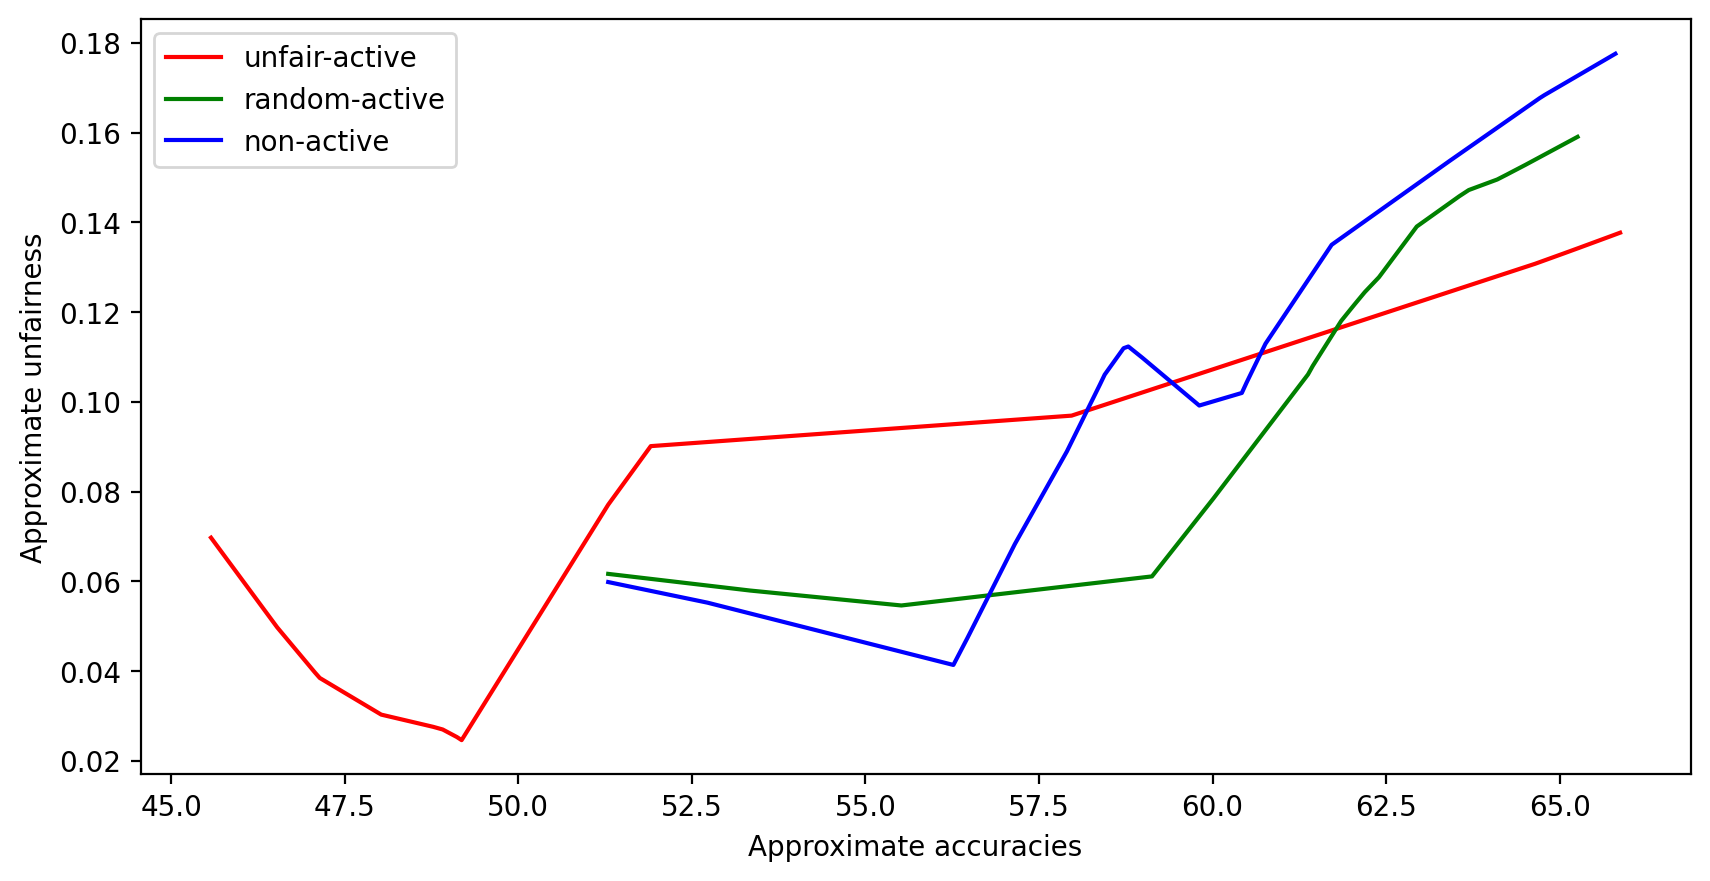 unfair-active
random-active
non-active
0.18
0.16
0.14
0.12
0.10
0.08
0.06
0.04
0.02
Approximate unfairness
45.0 47.5 50.0 52.5 55.0 57.5 60.0 62.5 65.0
Approximate accuracies